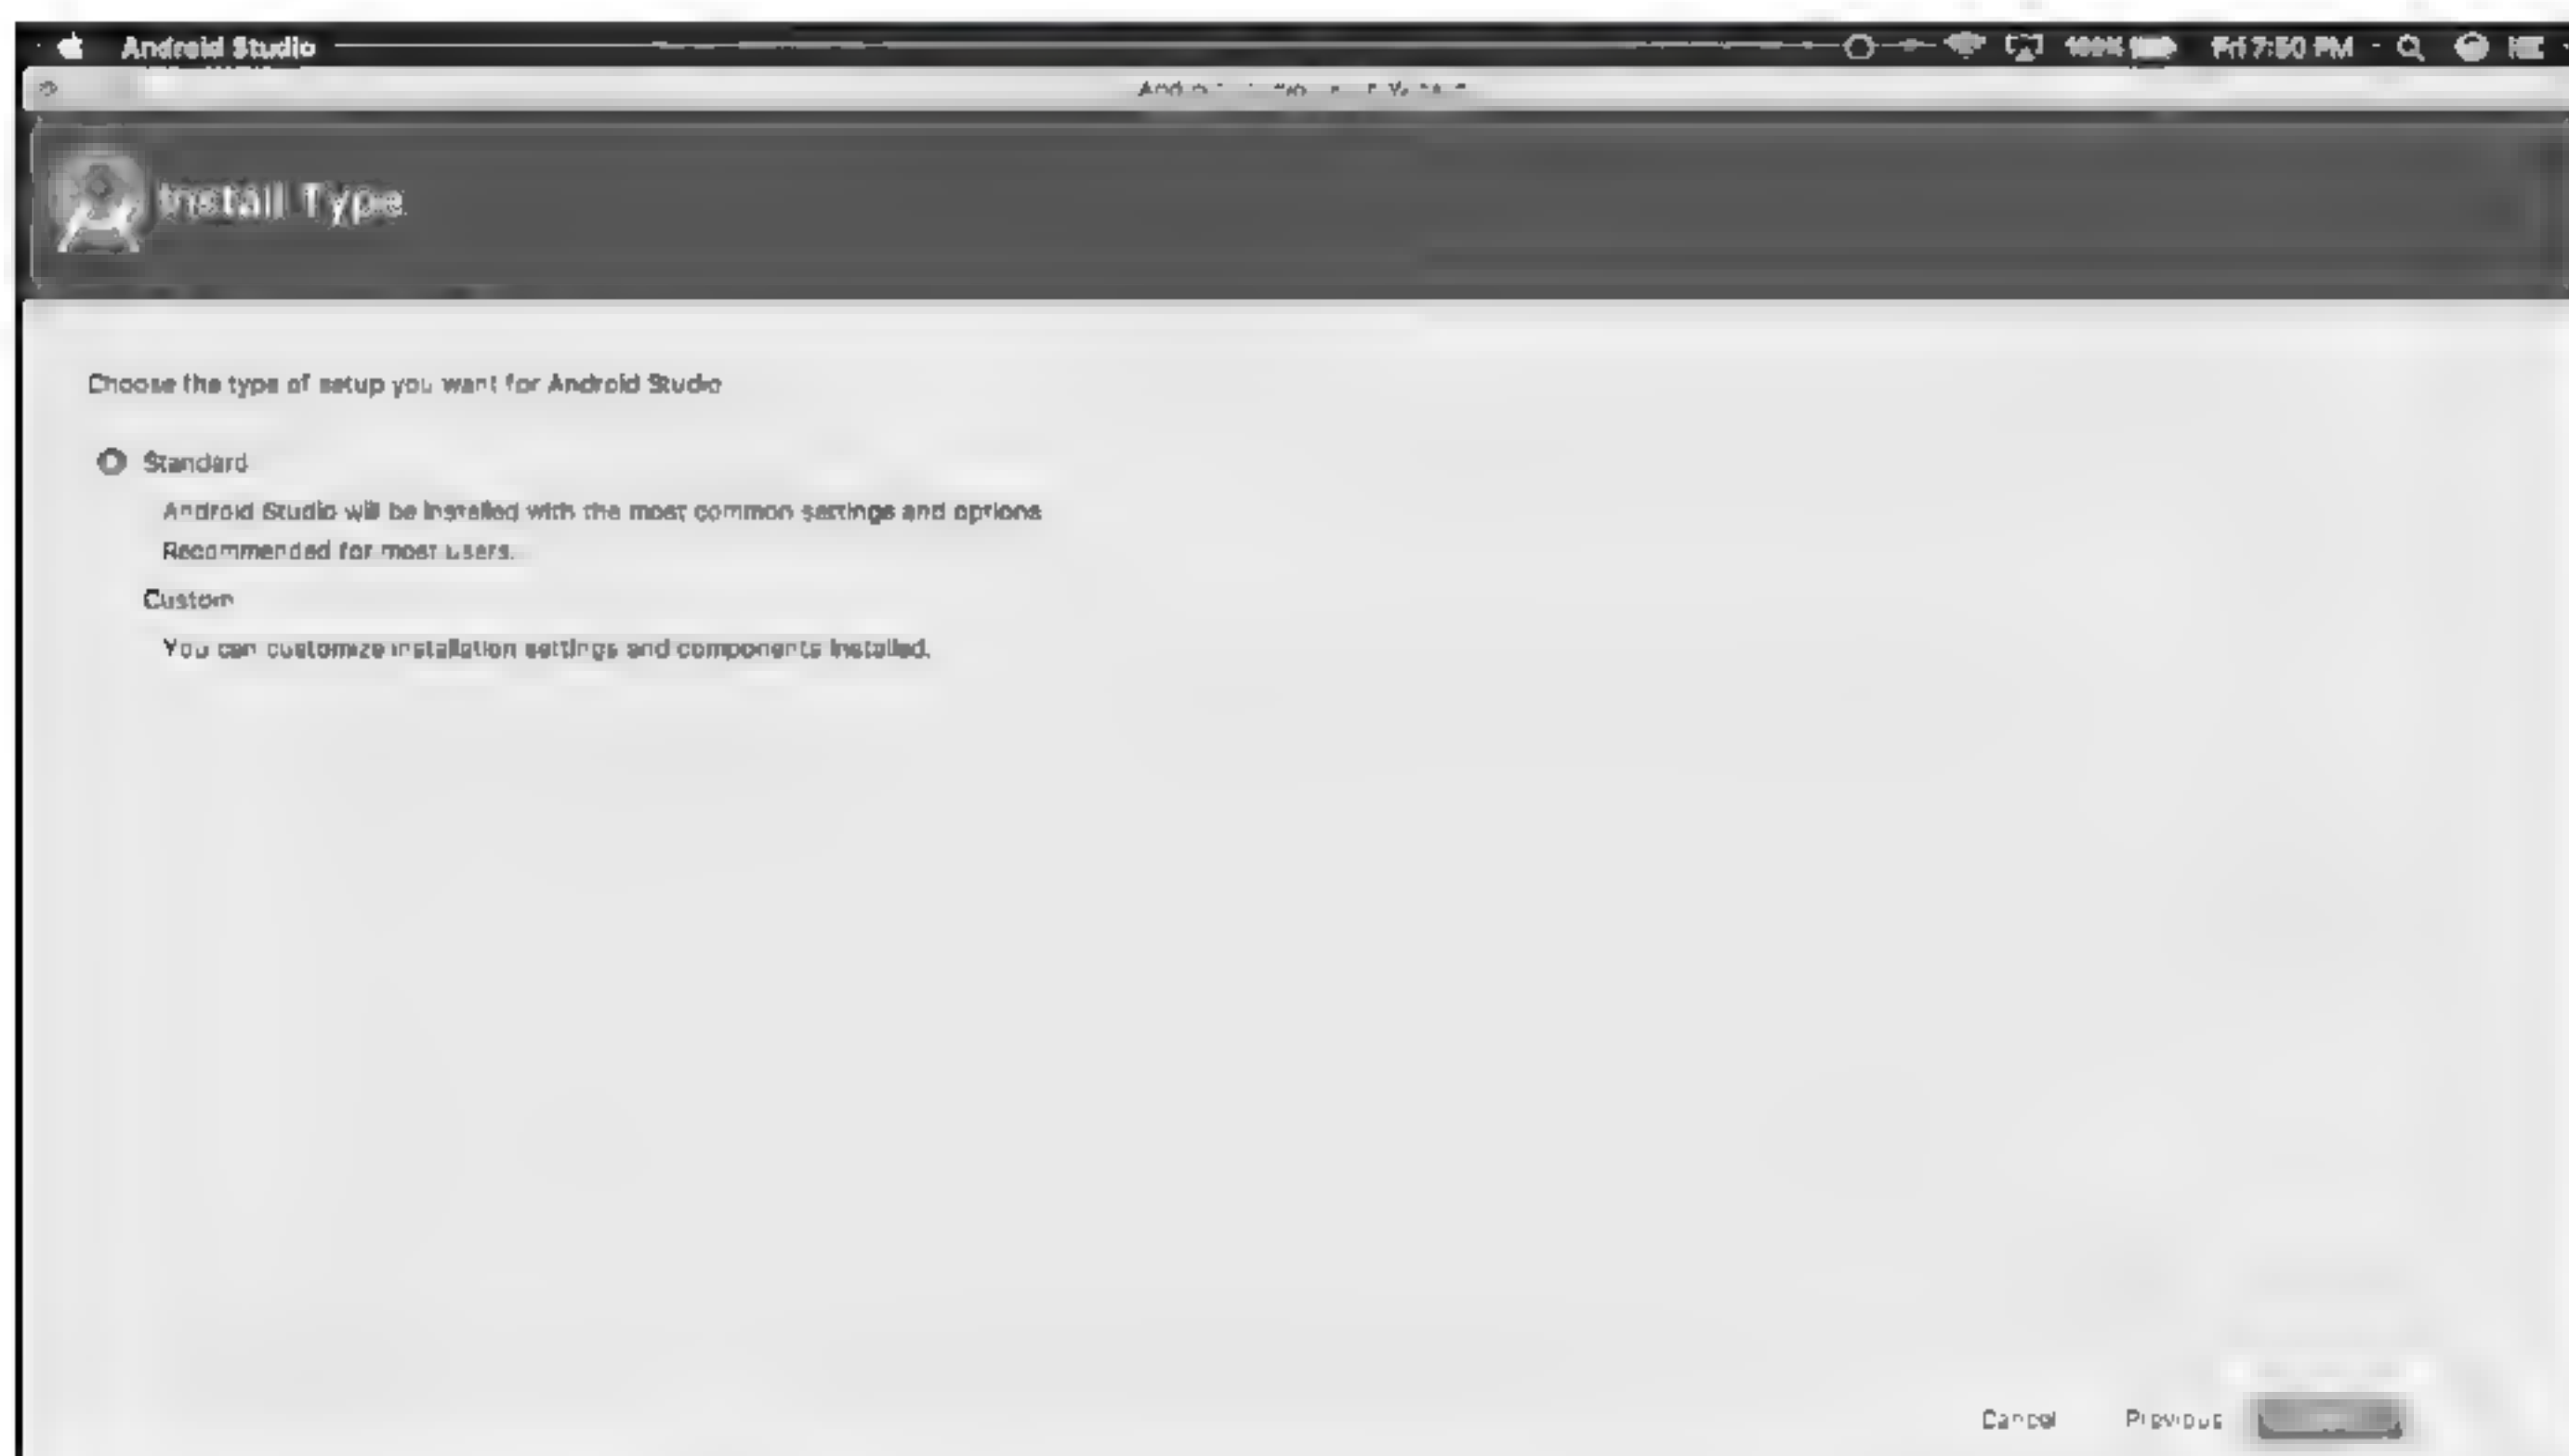 Android Studio
100% Fri 7:50 PM
Install Type
Choose the type of setup you want for Android Studio
Standard
Android Studio will be installed with the most common settings and options
Recommended for most users.
Custom
You can customize installation settings and components installed.
Cancel Previous